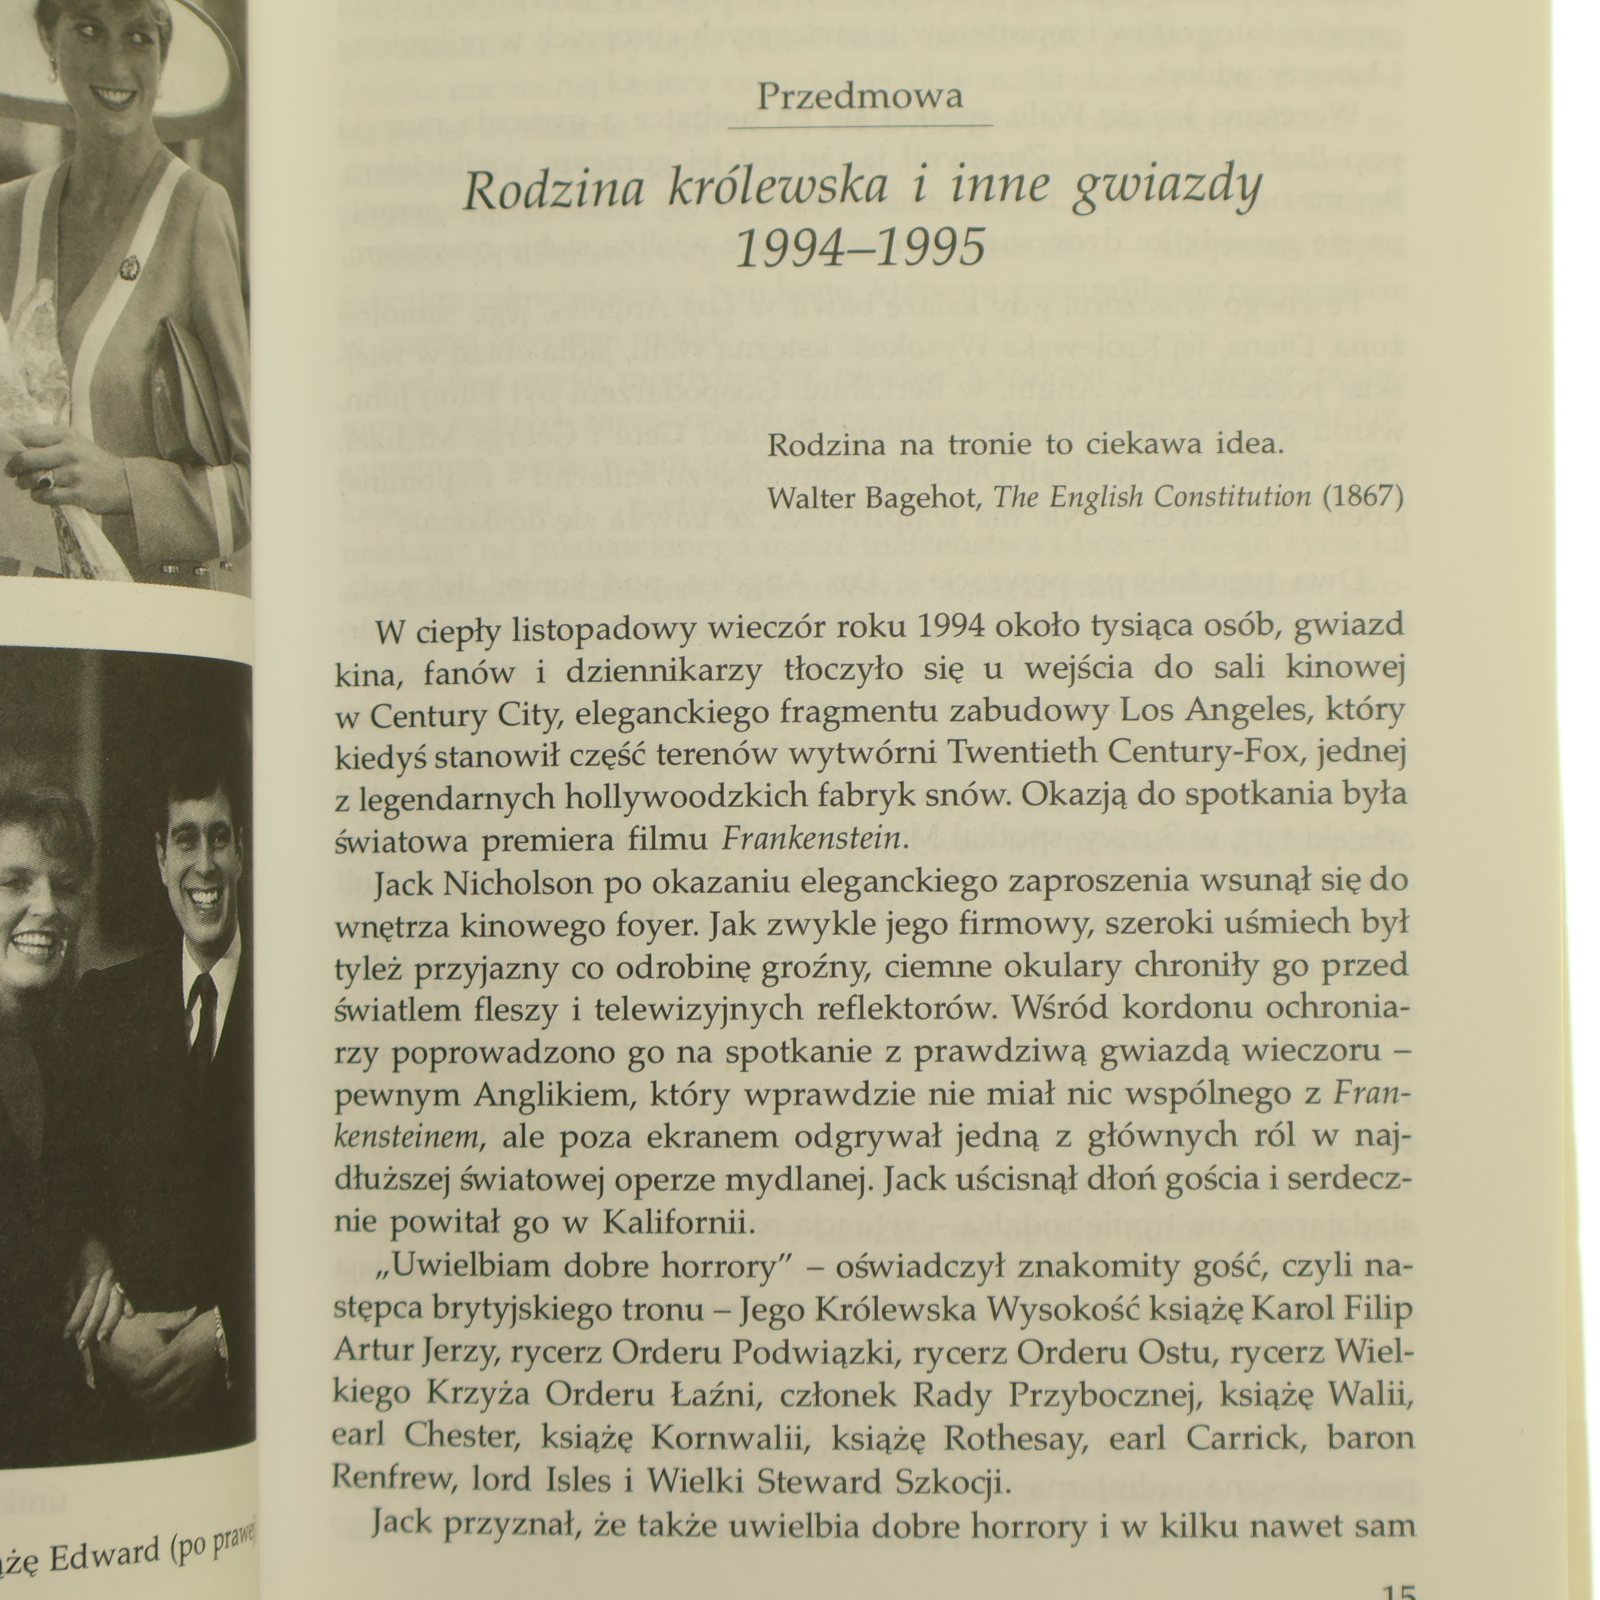 Przedmowa
Rodzina królewska i inne gwiazdy
1994–1995
Rodzina na tronie to ciekawa idea.
Walter Bagehot, The English Constitution (1867)
W ciepły listopadowy wieczór roku 1994 około tysiąca osób, gwiazd
kina, fanów i dziennikarzy tłoczyło się u wejścia do sali kinowej
w Century City, eleganckiego fragmentu zabudowy Los Angeles, który
kiedyś stanowił część terenów wytwórni Twentieth Century-Fox, jednej
z legendarnych hollywoodzkich fabryk snów. Okazją do spotkania była
światowa premiera filmu Frankenstein.
Jack Nicholson po okazaniu eleganckiego zaproszenia wsunął się do
wnętrza kinowego foyer. Jak zwykle jego firmowy, szeroki uśmiech był
tyleż przyjazny co odrobinę groźny, ciemne okulary chroniły go przed
światlem fleszy i telewizyjnych reflektorów. Wśród kordonu ochronia-
rzy poprowadzono go na spotkanie z prawdziwą gwiazdą wieczoru –
pewnym Anglikiem, który wprawdzie nie miał nic wspólnego z Fran-
kensteinem, ale poza ekranem odgrywał jedną z głównych ról w naj-
dłuższej światowej operze mydlanej. Jack uścisnął dłoń gościa i serdecz-
nie powitał go w Kalifornii.
„Uwielbiam dobre horrory” – oświadczył znakomity gość, czyli na-
stępca brytyjskiego tronu – Jego Królewska Wysokość książę Karol Filip
Artur Jerzy, rycerz Orderu Podwiązki, rycerz Orderu Ostu, rycerz Wiel-
kiego Krzyża Orderu Łaźni, członek Rady Przybocznej, książę Walii,
earl Chester, książę Kornwalii, książę Rothesay, earl Carrick, baron
Renfrew, lord Isles i Wielki Steward Szkocji.
Jack przyznał, że także uwielbia dobre horrory i w kilku nawet sam
15
Edward (po prawej